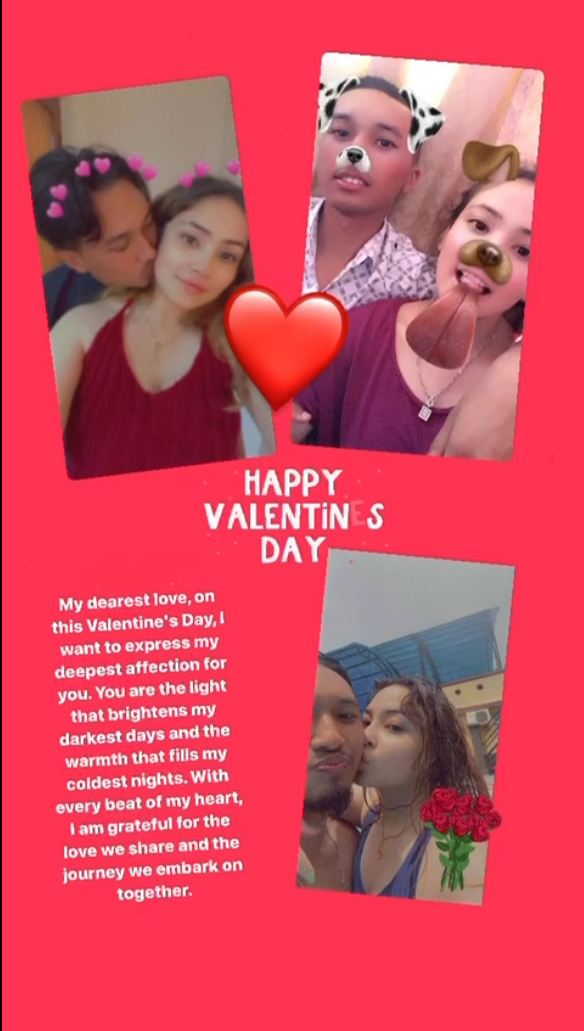 HAPPY
VALENTINES
DAY
My dearest love, on
this Valentine's Day, I
want to express my
deepest affection for
you. You are the light
that brightens my
darkest days and the
warmth that fills my
coldest nights. With
every beat of my heart,
I am grateful for the
love we share and the
journey we embark on
together.